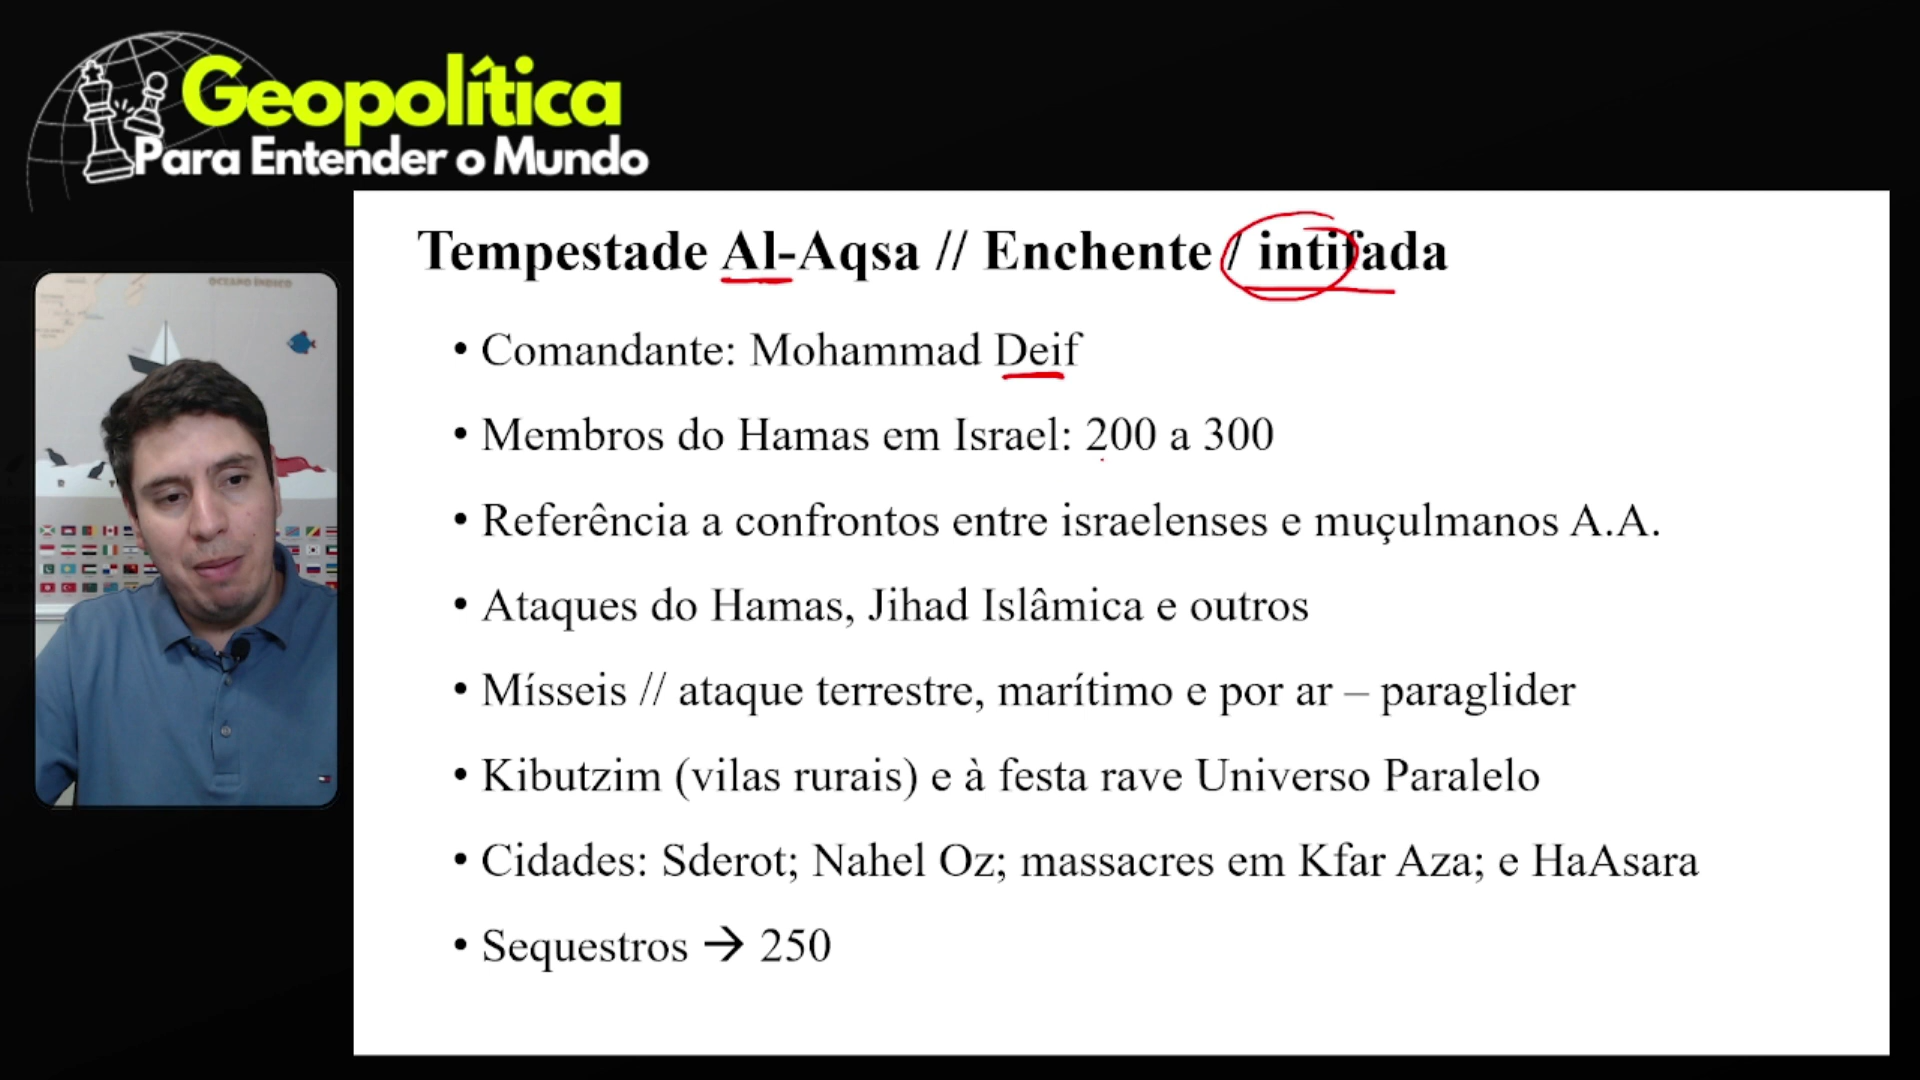 Geopolítica
Para Entender o Mundo
OCEANO ÍNDICO
Tempestade Al-Aqsa // Enchente / intifada
• Comandante: Mohammad Deif
• Membros do Hamas em Israel: 200 a 300
• Referência a confrontos entre israelenses e muçulmanos A.A.
• Ataques do Hamas, Jihad Islâmica e outros
• Mísseis // ataque terrestre, marítimo e por ar – paraglider
• Kibutzim (vilas rurais) e à festa rave Universo Paralelo
• Cidades: Sderot; Nahel Oz; massacres em Kfar Aza; e HaAsara
• Sequestros → 250